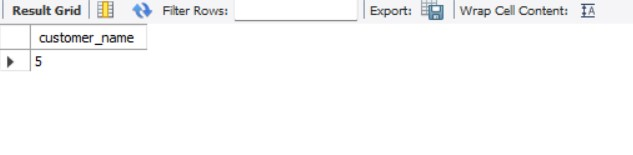 Result Grid Filter Rows: Export: Wrap Cell Content:
customer_name
5